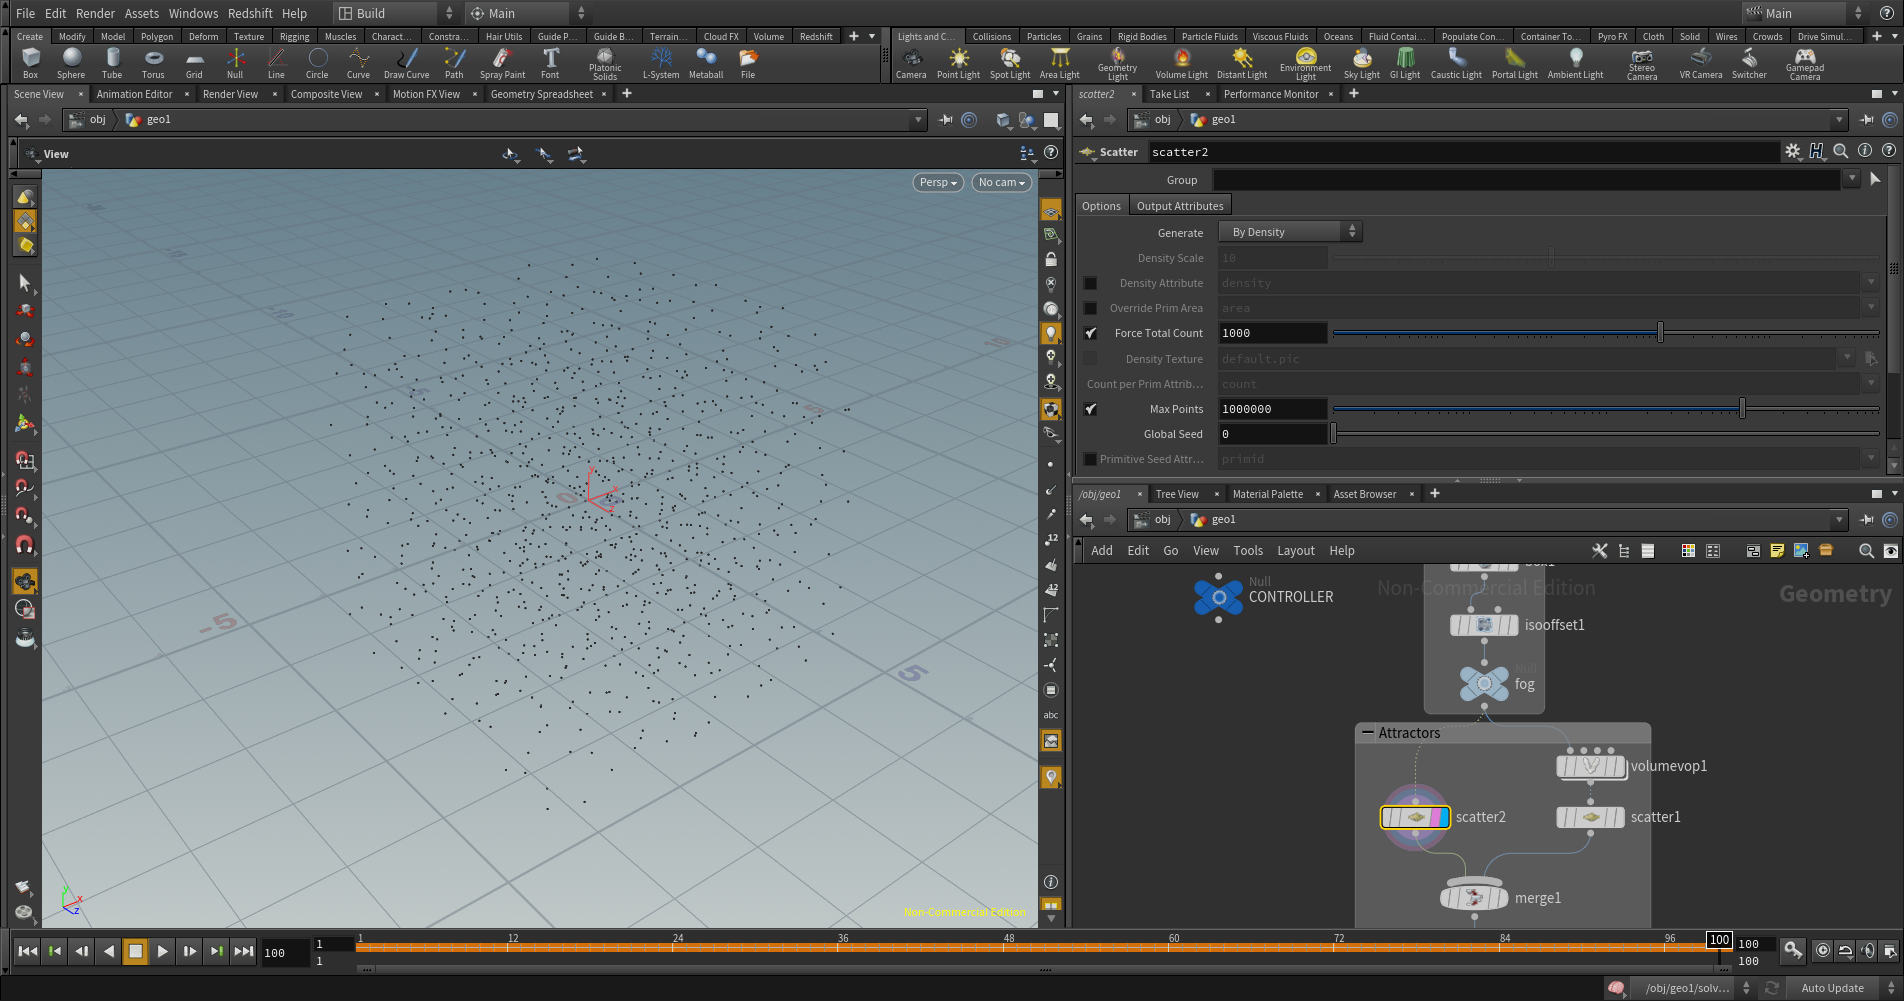 File Edit Render Assets Windows Redshift Help Build Main Main
Create Modify Model Polygon Deform Texture Rigging Muscles Charact... Constra... Hair Utils Guide P... Guide B... Terrain... Cloud FX Volume Redshift
Lights and C... Collisions Particles Grains Rigid Bodies Particle Fluids Viscous Fluids Oceans Fluid Contai... Populate Con... Container To... Pyro FX Cloth Solid Wires Crowds Drive Simul...
Box Sphere Tube Torus Grid Null Line Circle Curve Draw Curve Path Spray Paint Font Platonic Solids L-System Metaball File
Camera Point Light Spot Light Area Light Geometry Light Volume Light Distant Light Environment Light Sky Light GI Light Caustic Light Portal Light Ambient Light Stereo Camera VR Camera Switcher Gamepad Camera
Scene View Animation Editor Render View Composite View Motion FX View Geometry Spreadsheet
obj geo1
View
Persp No cam
-5
5
5
0
Non-Commercial Edition
12
12
abc
scatter2 Take List Performance Monitor
obj geo1
Scatter scatter2
Group
Options Output Attributes
Generate By Density
Density Scale 10
Density Attribute density
Override Prim Area area
Force Total Count 1000
Density Texture default.pic
Count per Prim Attrib... count
Max Points 1000000
Global Seed 0
Primitive Seed Attr... primid
/obj/geo1 Tree View Material Palette Asset Browser
obj geo1
Add Edit Go View Tools Layout Help
Non-Commercial Edition
Geometry
Null
CONTROLLER
box1
isooffset1
Null
fog
Attractors
volumevop1
scatter2
scatter1
merge1
100 1 1 12 24 36 48 60 72 84 96 100 100
1 100
/obj/geo1/solv... Auto Update